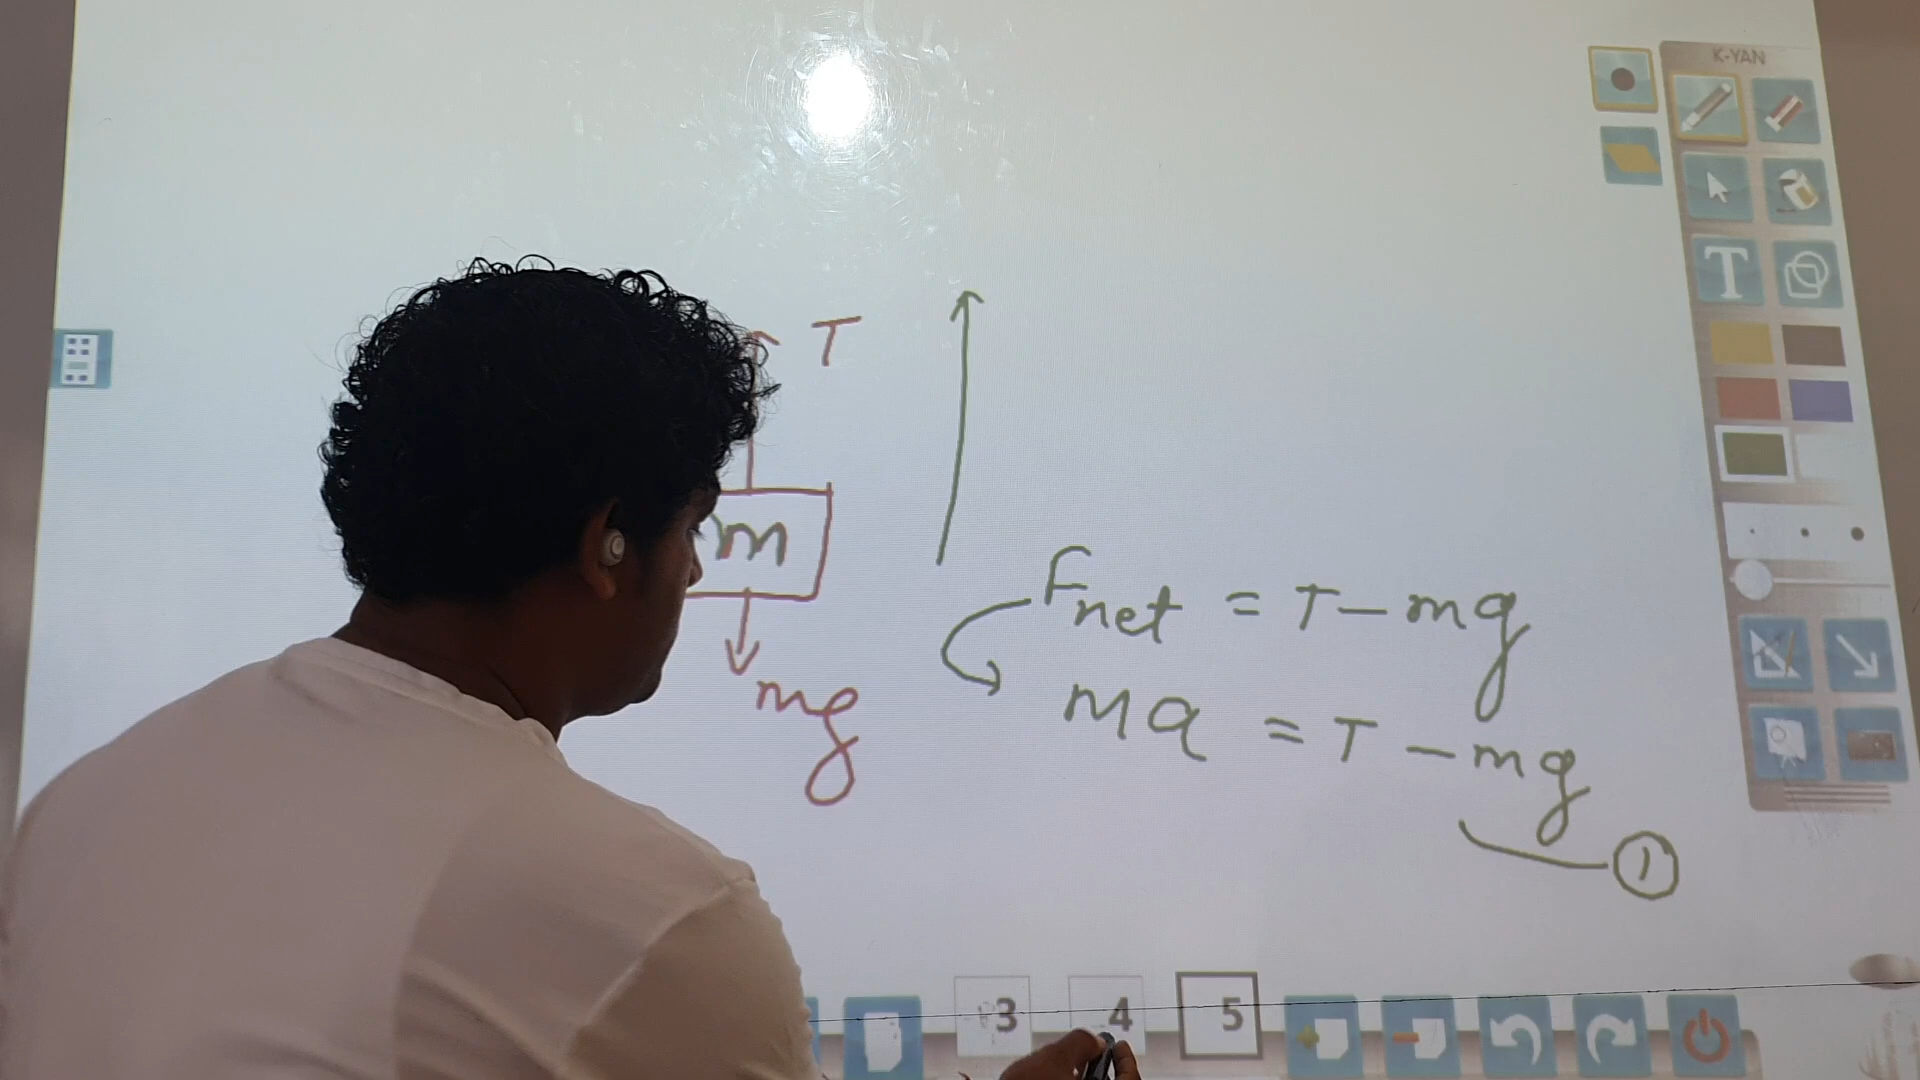 K-YAN
T
T
m
mg
Fnet = T - mg
ma = T - mg
1
3 4 5